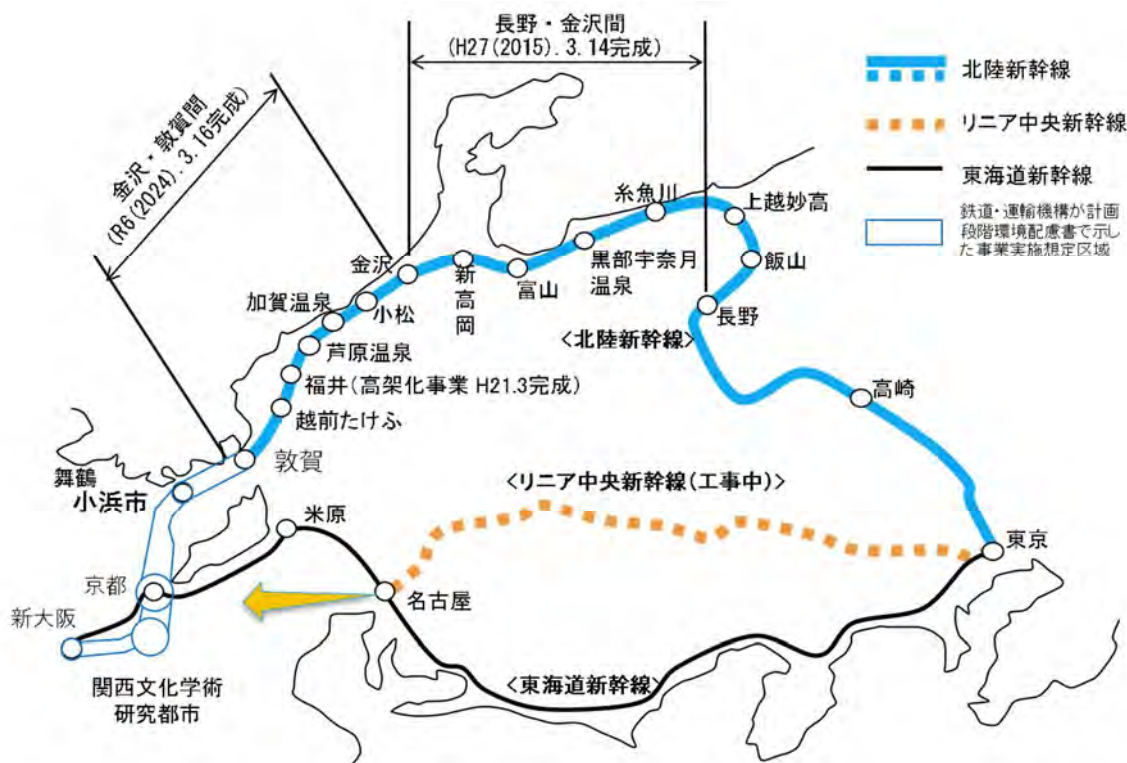 長野・金沢間
(H27(2015).3.14完成)
金沢・敦賀間
(R6(2024).3.16完成)
北陸新幹線
リニア中央新幹線
東海道新幹線
鉄道・運輸機構が計画
段階環境配慮書で示し
た事業実施想定区域
糸魚川
上越妙高
飯山
黒部宇奈月
温泉
富山
新高岡
金沢
小松
加賀温泉
芦原温泉
福井(高架化事業 H21.3完成)
越前たけふ
敦賀
長野
<北陸新幹線>
高崎
舞鶴
小浜市
<リニア中央新幹線(工事中)>
米原
東京
京都
名古屋
新大阪
<東海道新幹線>
関西文化学術
研究都市